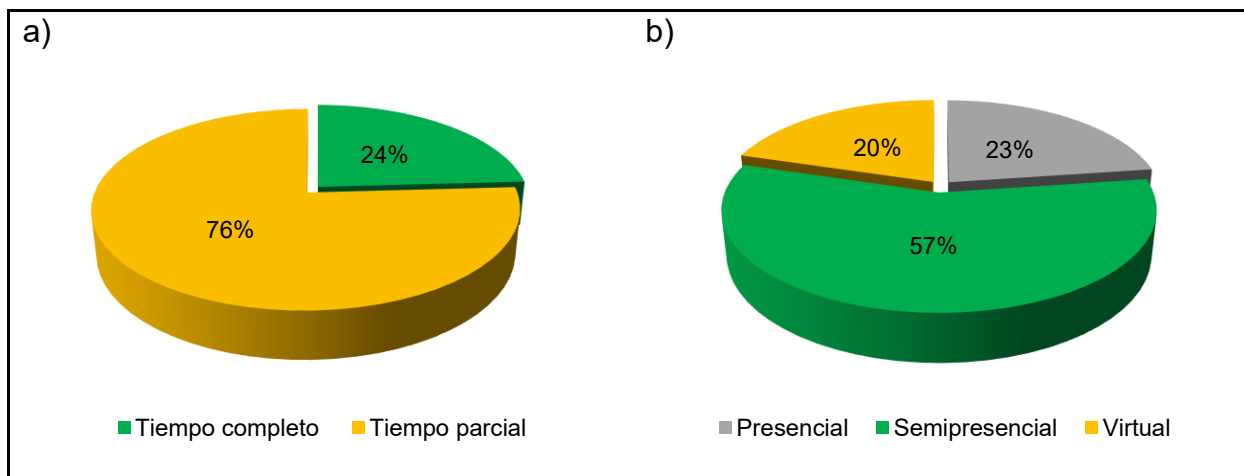 a)
24%
76%
Tiempo completo
Tiempo parcial
b)
20%
23%
57%
Presencial
Semipresencial
Virtual